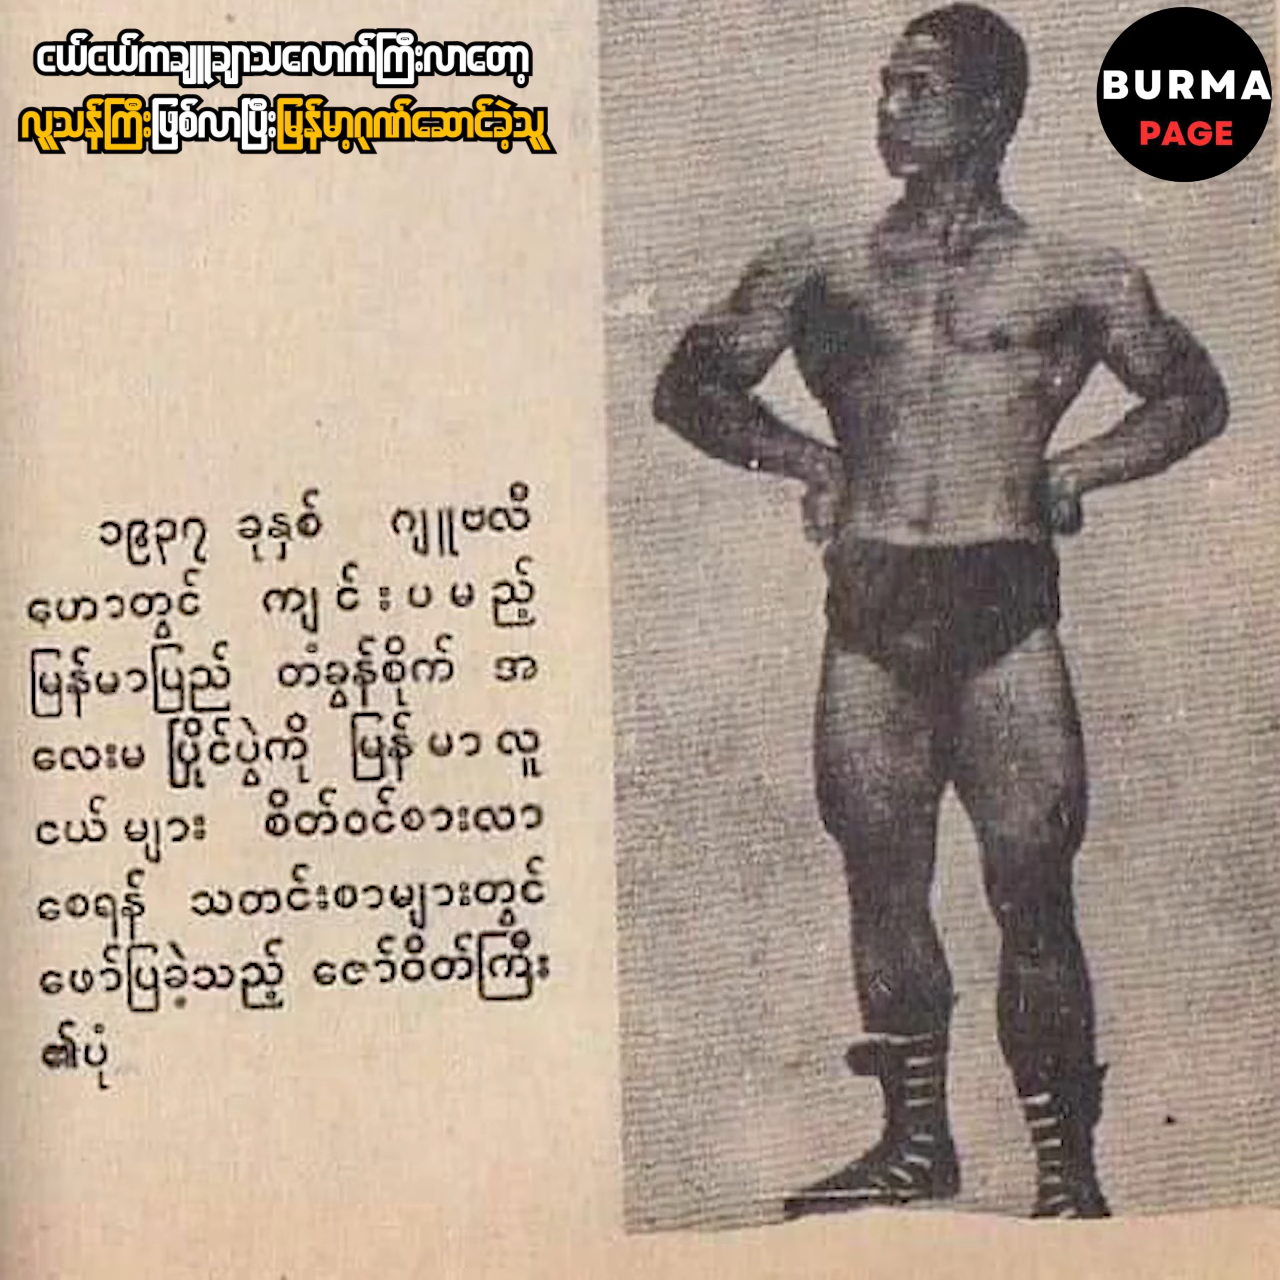 ငယ်ငယ်ကချူချာသလောက်ကြီးလာတော့
လူသန်ကြီးဖြစ်လာပြီးမြန်မာ့ဂုဏ်ဆောင်ခဲ့သူ
BURMA
PAGE
၁၉၃၇ ခုနှစ် ဂျူဗလီ
ဟောတွင် ကျင်းပမည့်
မြန်မာပြည် တံခွန်စိုက် အ
လေးမ ပြိုင်ပွဲကို မြန်မာလူ
ငယ်များ စိတ်ဝင်စားလာ
စေရန် သတင်းစာများတွင်
ဖော်ပြခဲ့သည့် ဇော်ဝိတ်ကြီး
၏ပုံ